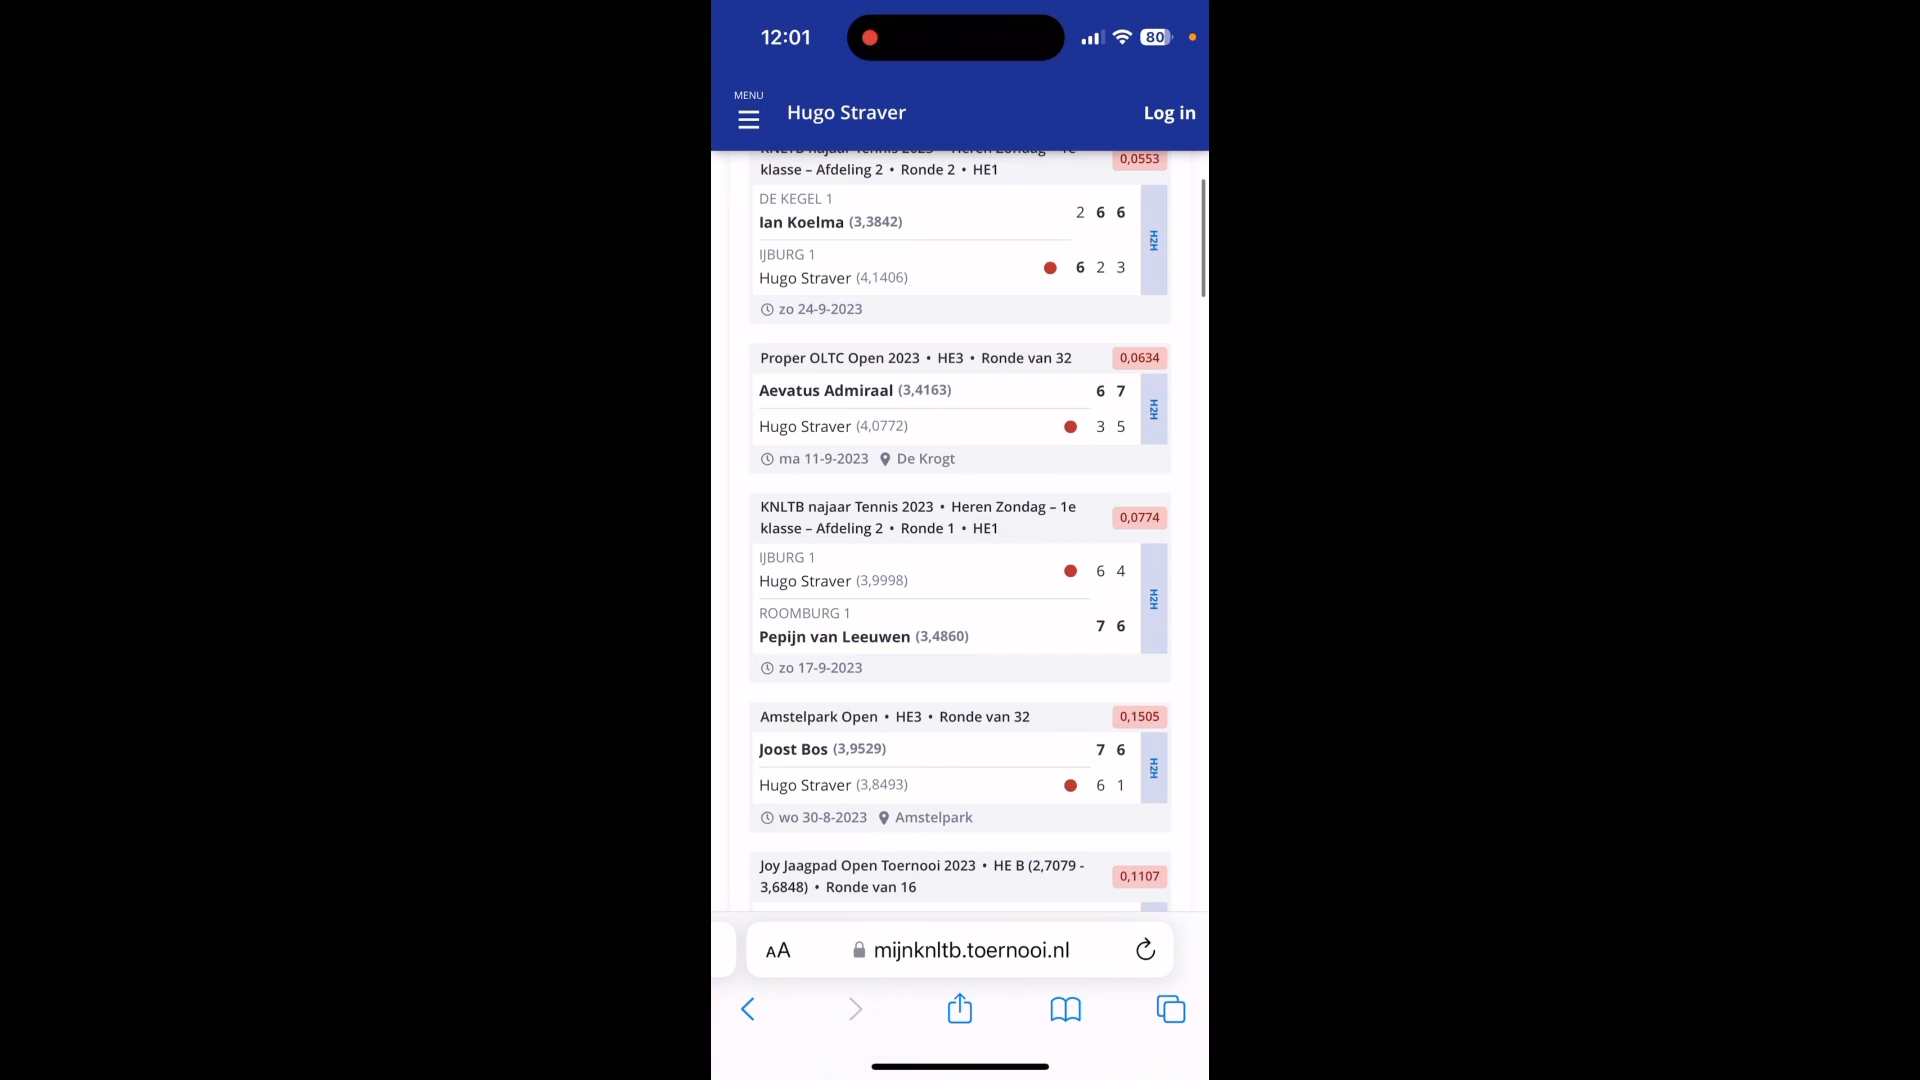 12:01
80
MENU
Hugo Straver
Log in
KNLTB najaar Tennis 2023 • Heren Zondag – 1e
klasse – Afdeling 2 • Ronde 2 • HE1
0,0553
DE KEGEL 1
Ian Koelma (3,3842)
2 6 6
H2H
IJBURG 1
Hugo Straver (4,1406)
6 2 3
zo 24-9-2023
Proper OLTC Open 2023 • HE3 • Ronde van 32
0,0634
Aevatus Admiraal (3,4163)
6 7
H2H
Hugo Straver (4,0772)
3 5
ma 11-9-2023 De Krogt
KNLTB najaar Tennis 2023 • Heren Zondag – 1e
klasse – Afdeling 2 • Ronde 1 • HE1
0,0774
IJBURG 1
Hugo Straver (3,9998)
6 4
H2H
ROOMBURG 1
Pepijn van Leeuwen (3,4860)
7 6
zo 17-9-2023
Amstelpark Open • HE3 • Ronde van 32
0,1505
Joost Bos (3,9529)
7 6
H2H
Hugo Straver (3,8493)
6 1
wo 30-8-2023 Amstelpark
Joy Jaagpad Open Toernooi 2023 • HE B (2,7079 -
3,6848) • Ronde van 16
0,1107
AA
mijnknltb.toernooi.nl